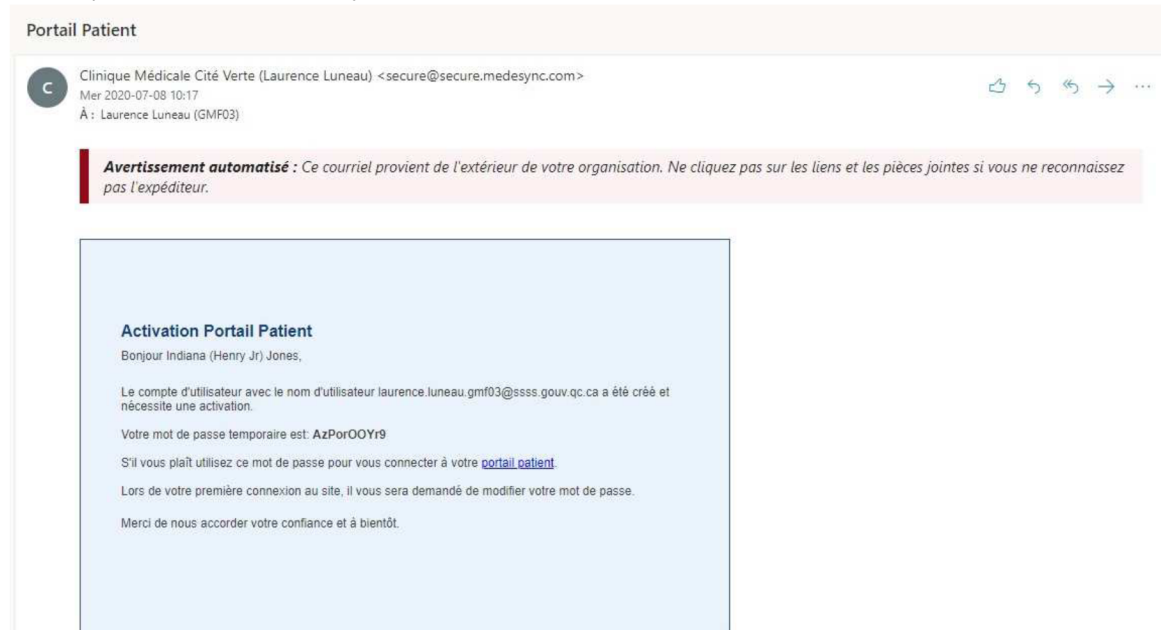 Portail Patient
C
Clinique Médicale Cité Verte (Laurence Luneau) <secure@secure.medesync.com>
Mer 2020-07-08 10:17
À : Laurence Luneau (GMF03)
Avertissement automatisé : Ce courriel provient de l'extérieur de votre organisation. Ne cliquez pas sur les liens et les pièces jointes si vous ne reconnaissez
pas l'expéditeur.
Activation Portail Patient
Bonjour Indiana (Henry Jr) Jones,
Le compte d'utilisateur avec le nom d'utilisateur laurence.luneau.gmf03@ssss.gouv.qc.ca a été créé et
nécessite une activation.
Votre mot de passe temporaire est: AzPorOOYr9
S'il vous plaît utilisez ce mot de passe pour vous connecter à votre portail patient.
Lors de votre première connexion au site, il vous sera demandé de modifier votre mot de passe.
Merci de nous accorder votre confiance et à bientôt.